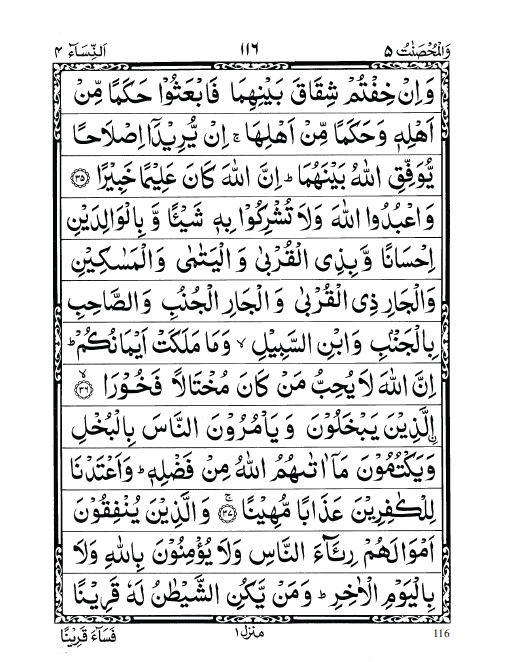 وَالْمُحْصَنٰتُ ٥ ١١٦ اَلنِّسَآء ٤
وَاِنْ خِفْتُمْ شِقَاقَ بَيْنِهِمَا فَابْعَثُوْا حَكَمًا مِّنْ
اَهْلِهٖ وَحَكَمًا مِّنْ اَهْلِهَا ۚ اِنْ يُّرِيْدَاۤ اِصْلَاحًا
يُّوَفِّقِ اللّٰهُ بَيْنَهُمَا ؕ اِنَّ اللّٰهَ كَانَ عَلِيْمًا خَبِيْرًا ۝٣٥
وَاعْبُدُوا اللّٰهَ وَلَا تُشْرِكُوْا بِهٖ شَيْـًٔا وَّ بِالْوَالِدَيْنِ
اِحْسَانًا وَّ بِذِي الْقُرْبٰى وَ الْيَتٰمٰى وَالْمَسٰكِيْنِ
وَالْجَارِ ذِي الْقُرْبٰى وَ الْجَارِ الْجُنُبِ وَ الصَّاحِبِ
بِالْجَنْۢبِ وَابْنِ السَّبِيْلِ ۙ وَمَا مَلَكَتْ اَيْمَانُكُمْ ؕ
اِنَّ اللّٰهَ لَا يُحِبُّ مَنْ كَانَ مُخْتَالًا فَخُوْرَا ۙ۝٣٦
اِۨلَّذِيْنَ يَبْخَلُوْنَ وَ يَاْمُرُوْنَ النَّاسَ بِالْبُخْلِ
وَيَكْتُمُوْنَ مَاۤ اٰتٰىهُمُ اللّٰهُ مِنْ فَضْلِهٖ ؕ وَاَعْتَدْنَا
لِلْكٰفِرِيْنَ عَذَابًا مُّهِيْنًا ۚ۝٣٧ وَالَّذِيْنَ يُنْفِقُوْنَ
اَمْوَالَهُمْ رِئَآءَ النَّاسِ وَلَا يُؤْمِنُوْنَ بِاللّٰهِ وَلَا
بِالْيَوْمِ الْاٰخِرِ ؕ وَمَنْ يَّكُنِ الشَّيْطٰنُ لَهٗ قَرِيْنًا
116 منزل ١ فَسَآءَ قَرِيْنًا